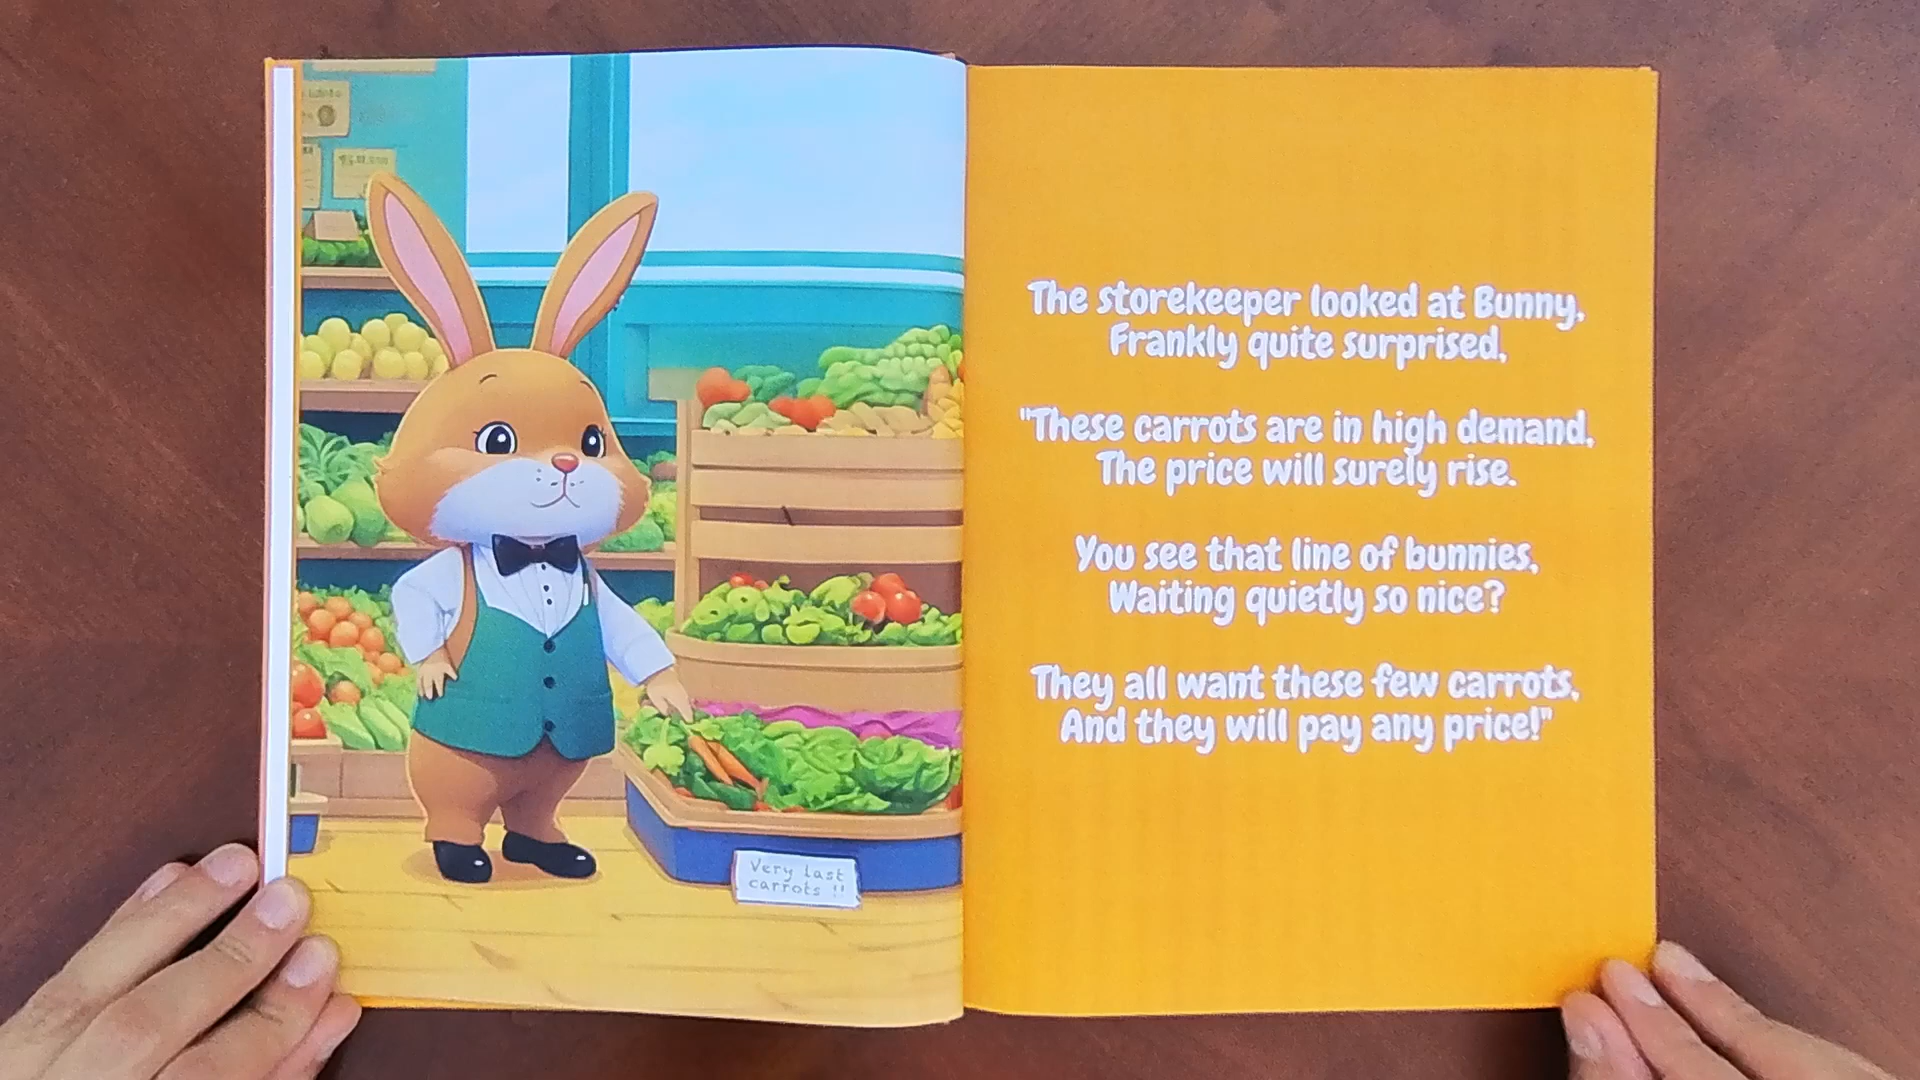 Very last
carrots !!
The storekeeper looked at Bunny,
Frankly quite surprised,
"These carrots are in high demand,
The price will surely rise.
You see that line of bunnies,
Waiting quietly so nice?
They all want these few carrots,
And they will pay any price!"